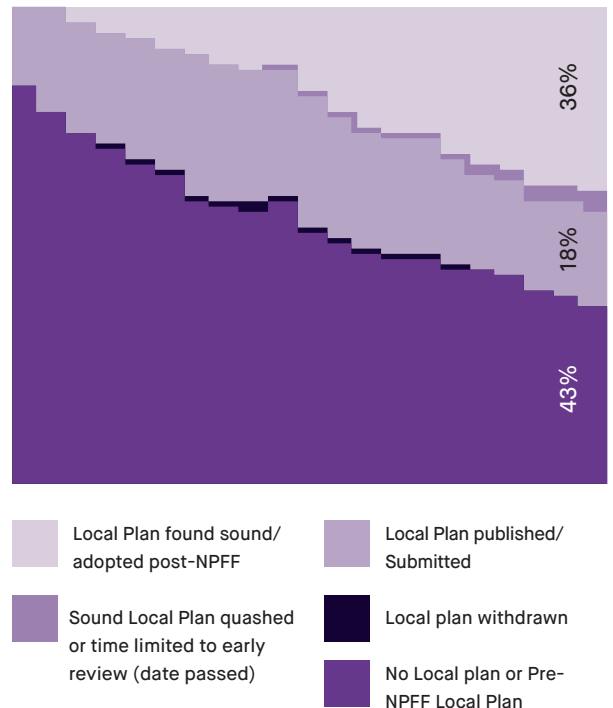 36%
18%
43%
Local Plan found sound/
adopted post-NPFF
Local Plan published/
Submitted
Sound Local Plan quashed
or time limited to early
review (date passed)
Local plan withdrawn
No Local plan or Pre-
NPFF Local Plan